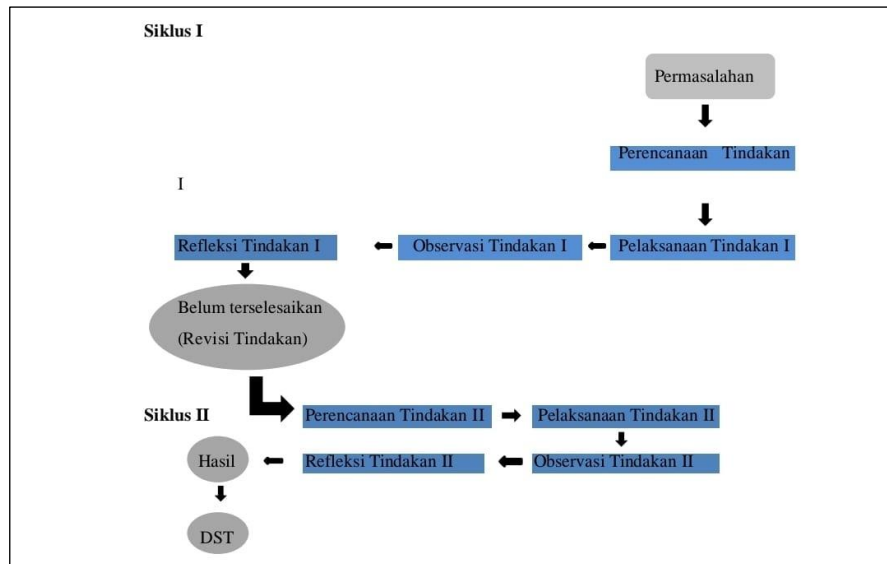 Siklus I
Permasalahan
Perencanaan Tindakan
I
Pelaksanaan Tindakan I
Observasi Tindakan I
Refleksi Tindakan I
Belum terselesaikan
(Revisi Tindakan)
Siklus II
Perencanaan Tindakan II
Pelaksanaan Tindakan II
Observasi Tindakan II
Refleksi Tindakan II
Hasil
DST